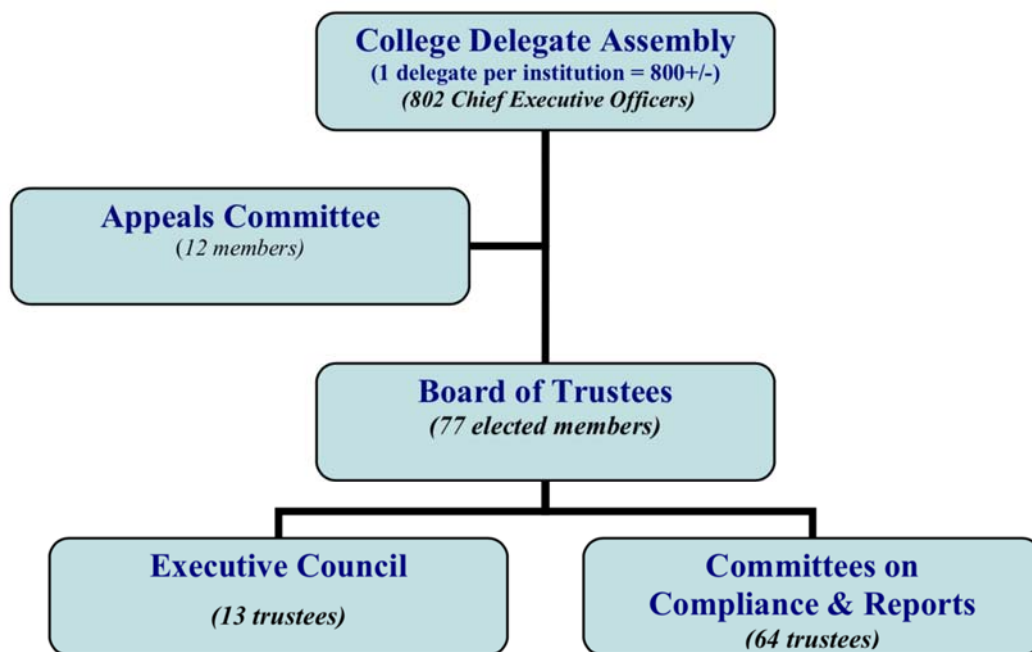 College Delegate Assembly
(1 delegate per institution = 800+/-)
(802 Chief Executive Officers)
Appeals Committee
(12 members)
Board of Trustees
(77 elected members)
Executive Council
(13 trustees)
Committees on
Compliance & Reports
(64 trustees)